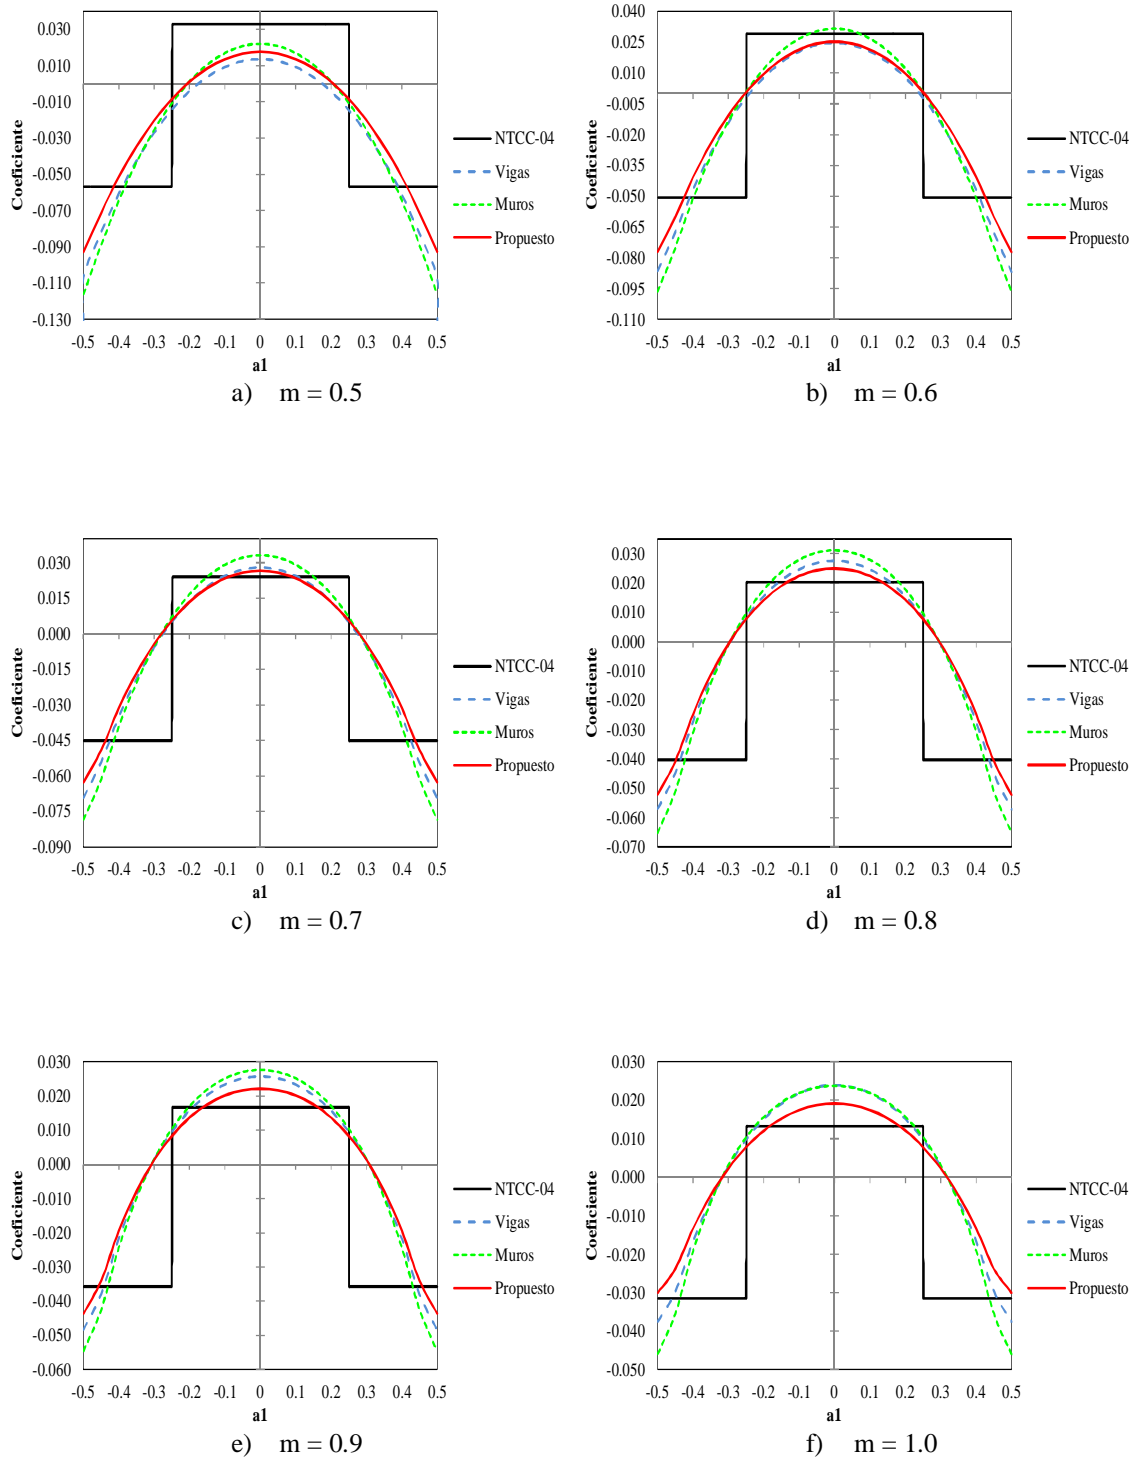 0.030
0.010
-0.010
-0.030
-0.050
-0.070
-0.090
-0.110
-0.130
Coeficiente
-0.5 -0.4 -0.3 -0.2 -0.1 0 0.1 0.2 0.3 0.4 0.5
a1
NTCC-04
Vigas
Muros
Propuesto
a) m = 0.5
0.040
0.025
0.010
-0.005
-0.020
-0.035
-0.050
-0.065
-0.080
-0.095
-0.110
Coeficiente
-0.5 -0.4 -0.3 -0.2 -0.1 0 0.1 0.2 0.3 0.4 0.5
a1
NTCC-04
Vigas
Muros
Propuesto
b) m = 0.6
0.030
0.015
0.000
-0.015
-0.030
-0.045
-0.060
-0.075
-0.090
Coeficiente
-0.5 -0.4 -0.3 -0.2 -0.1 0 0.1 0.2 0.3 0.4 0.5
a1
NTCC-04
Vigas
Muros
Propuesto
c) m = 0.7
0.030
0.020
0.010
0.000
-0.010
-0.020
-0.030
-0.040
-0.050
-0.060
-0.070
Coeficiente
-0.5 -0.4 -0.3 -0.2 -0.1 0 0.1 0.2 0.3 0.4 0.5
a1
NTCC-04
Vigas
Muros
Propuesto
d) m = 0.8
0.030
0.020
0.010
0.000
-0.010
-0.020
-0.030
-0.040
-0.050
-0.060
Coeficiente
-0.5 -0.4 -0.3 -0.2 -0.1 0 0.1 0.2 0.3 0.4 0.5
a1
NTCC-04
Vigas
Muros
Propuesto
e) m = 0.9
0.030
0.020
0.010
0.000
-0.010
-0.020
-0.030
-0.040
-0.050
Coeficiente
-0.5 -0.4 -0.3 -0.2 -0.1 0 0.1 0.2 0.3 0.4 0.5
a1
NTCC-04
Vigas
Muros
Propuesto
f) m = 1.0